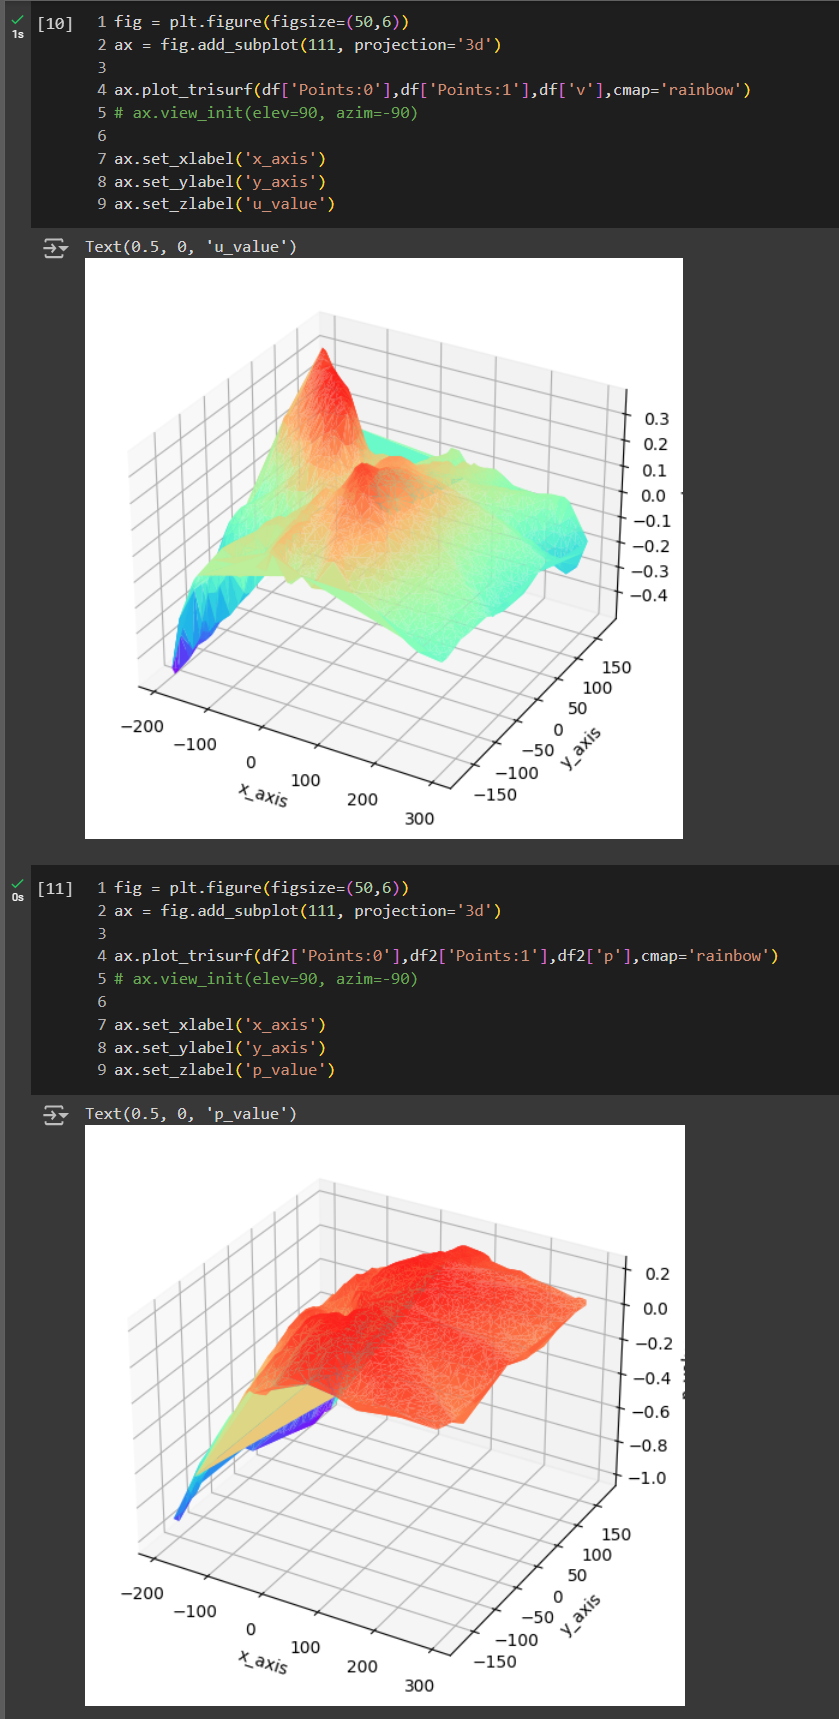 [10]
1s
1 fig = plt.figure(figsize=(50,6))
2 ax = fig.add_subplot(111, projection='3d')
3
4 ax.plot_trisurf(df['Points:0'],df['Points:1'],df['v'],cmap='rainbow')
5 # ax.view_init(elev=90, azim=-90)
6
7 ax.set_xlabel('x_axis')
8 ax.set_ylabel('y_axis')
9 ax.set_zlabel('u_value')
Text(0.5, 0, 'u_value')
0.3
0.2
0.1
0.0
−0.1
−0.2
−0.3
−0.4
150
100
50
0
−50
−100
−150
y_axis
−200
−100
0
100
200
300
x_axis
[11]
0s
1 fig = plt.figure(figsize=(50,6))
2 ax = fig.add_subplot(111, projection='3d')
3
4 ax.plot_trisurf(df2['Points:0'],df2['Points:1'],df2['p'],cmap='rainbow')
5 # ax.view_init(elev=90, azim=-90)
6
7 ax.set_xlabel('x_axis')
8 ax.set_ylabel('y_axis')
9 ax.set_zlabel('p_value')
Text(0.5, 0, 'p_value')
0.2
0.0
−0.2
−0.4
−0.6
−0.8
−1.0
150
100
50
0
−50
−100
−150
y_axis
−200
−100
0
100
200
300
x_axis